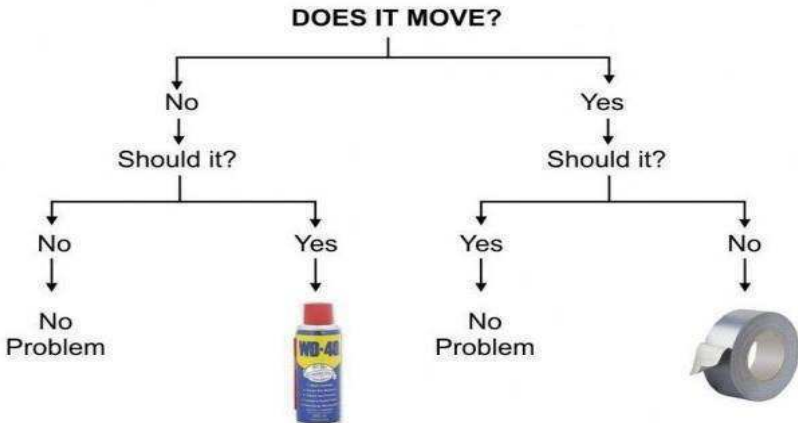 DOES IT MOVE?
No Yes
Should it? Should it?
No Yes Yes No
No No
Problem Problem
WD-40